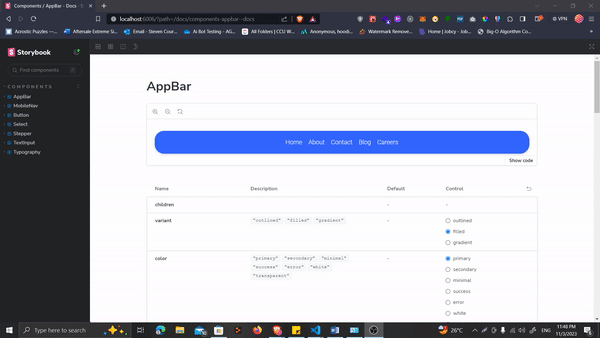 Components / AppBar - Docs
localhost:6006/?path=/docs/components-appbar--docs
VPN
Acrostic Puzzles
Aftersale Extreme Si...
Email - Steven Cour...
Ai Bot Testing - AG...
All Folders | CCU W...
Anonymous, hoodi...
Watermark Remove...
Home | Jobcy - Jobc...
Big-O Algorithm Co...
Storybook
Find components
COMPONENTS
AppBar
MobileNav
Button
Select
Stepper
TextInput
Typography
AppBar
Home About Contact Blog Careers
Show code
Name Description Default Control
children - -
variant "outlined" "filled" "gradient" - outlined
filled
gradient
color "primary" "secondary" "minimal" - primary
"success" "error" "white" secondary
"transparent" minimal
success
error
white
Type here to search
26°C
ENG
11:40 PM
11/3/2023